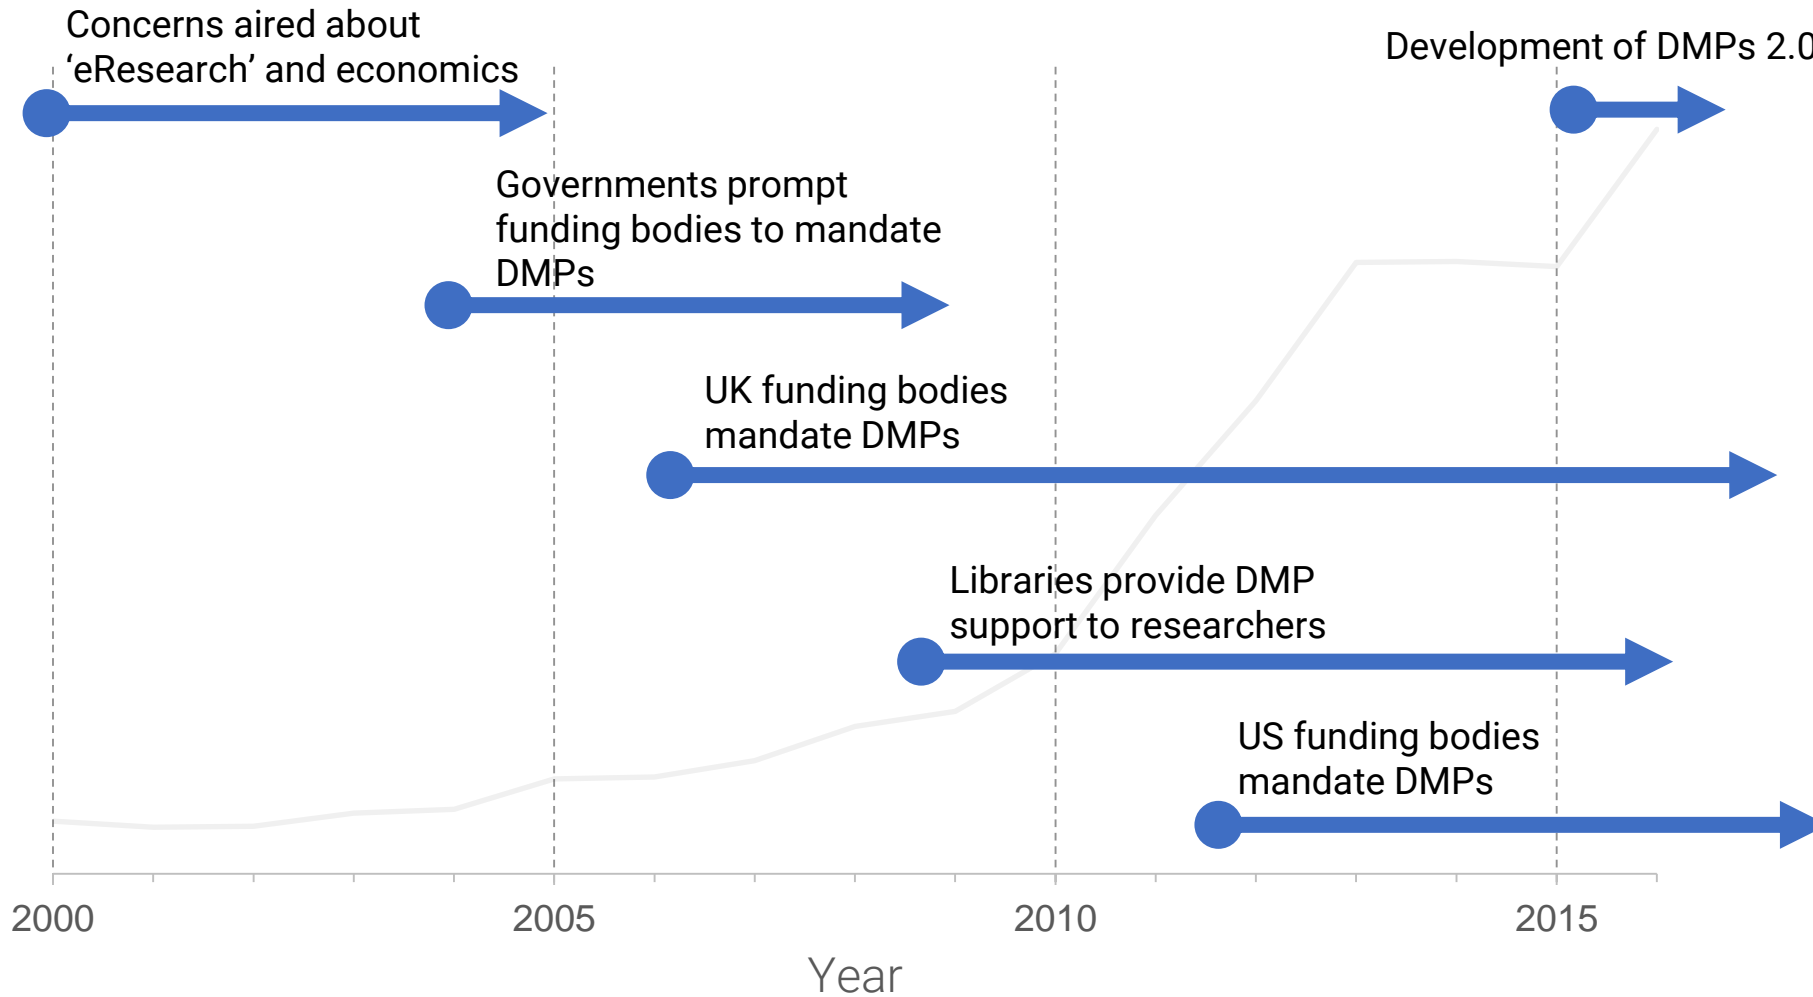 Concerns aired about
‘eResearch’ and economics
Development of DMPs 2.0
Governments prompt
funding bodies to mandate
DMPs
UK funding bodies
mandate DMPs
Libraries provide DMP
support to researchers
US funding bodies
mandate DMPs
2000 2005 2010 2015
Year